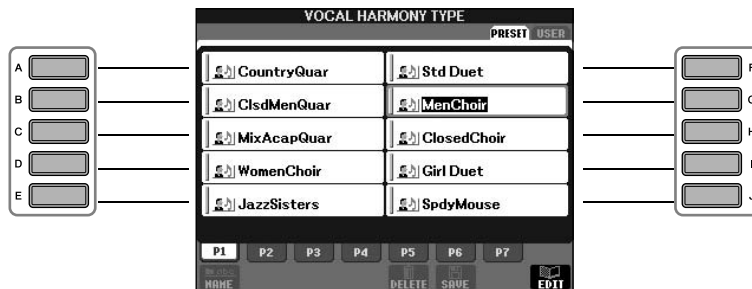 VOCAL HARMONY TYPE
PRESET USER
A CountryQuar Std Duet F
B ClsdMenQuar MenChoir G
C MixAcapQuar ClosedChoir H
D WomenChoir Girl Duet I
E JazzSisters SpdyMouse J
P1 P2 P3 P4 P5 P6 P7
NAME DELETE SAVE EDIT